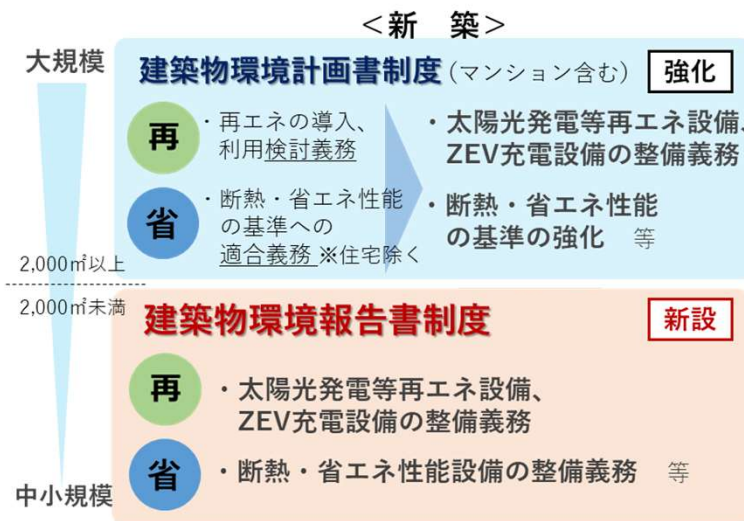 ＜新　築＞
大規模
建築物環境計画書制度（マンション含む）
強化
再
・再エネの導入、
利用検討義務
・太陽光発電等再エネ設備、
ZEV充電設備の整備義務
省
・断熱・省エネ性能
の基準への
適合義務 ※住宅除く
・断熱・省エネ性能
の基準の強化　等
2,000㎡以上
2,000㎡未満
建築物環境報告書制度
新設
再
・太陽光発電等再エネ設備、
ZEV充電設備の整備義務
省
・断熱・省エネ性能設備の整備義務　等
中小規模